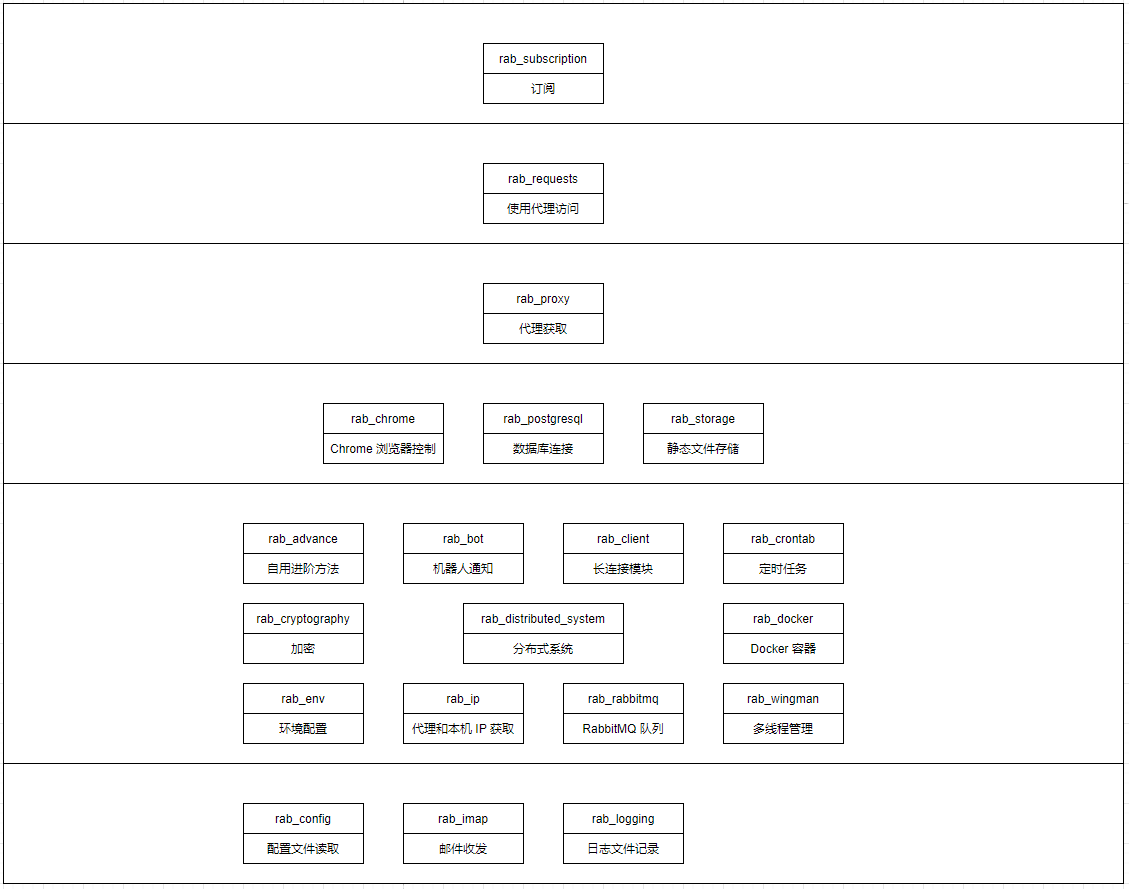 rab_subscription
订阅
rab_requests
使用代理访问
rab_proxy
代理获取
rab_chrome
Chrome 浏览器控制
rab_postgresql
数据库连接
rab_storage
静态文件存储
rab_advance
自用进阶方法
rab_bot
机器人通知
rab_client
长连接模块
rab_crontab
定时任务
rab_cryptography
加密
rab_distributed_system
分布式系统
rab_docker
Docker 容器
rab_env
环境配置
rab_ip
代理和本机 IP 获取
rab_rabbitmq
RabbitMQ 队列
rab_wingman
多线程管理
rab_config
配置文件读取
rab_imap
邮件收发
rab_logging
日志文件记录